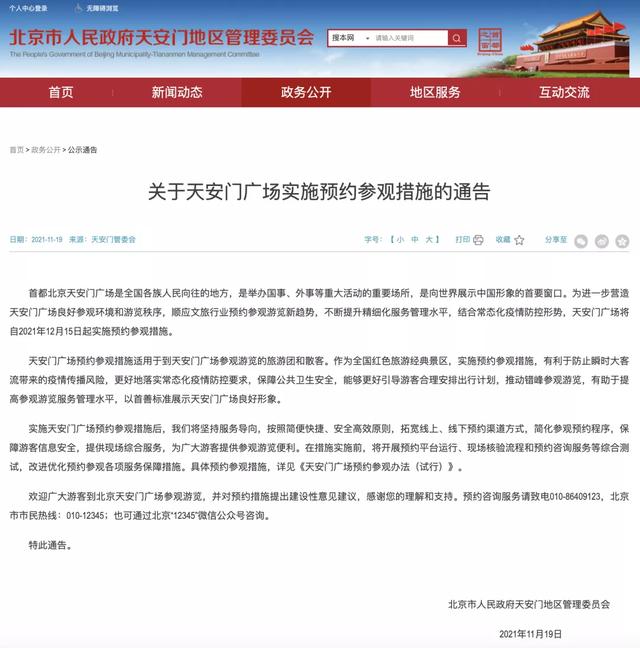 个人中心登录 无障碍浏览
北京市人民政府天安门地区管理委员会
The People's Government of Beijing Municipality-Tiananmen Management Committee
搜本网 请输入关键词
首都之窗
首页 新闻动态 政务公开 地区服务 互动交流
首页 > 政务公开 > 公示通告
关于天安门广场实施预约参观措施的通告
日期：2021-11-19 来源：天安门管委会 字号：【 小 中 大 】 打印 收藏 分享至
首都北京天安门广场是全国各族人民向往的地方，是举办国事、外事等重大活动的重要场所，是向世界展示中国形象的首要窗口。为进一步营造
天安门广场良好参观环境和游览秩序，顺应文旅行业预约参观游览新趋势，不断提升精细化服务管理水平，结合常态化疫情防控形势，天安门广场将
自2021年12月15日起实施预约参观措施。
天安门广场预约参观措施适用于到天安门广场参观游览的旅游团和散客。作为全国红色旅游经典景区，实施预约参观措施，有利于防止瞬时大客
流带来的疫情传播风险，更好地落实常态化疫情防控要求，保障公共卫生安全，能够更好引导游客合理安排出行计划，推动错峰参观游览，有助于提
高参观游览服务管理水平，以首善标准展示天安门广场良好形象。
实施天安门广场预约参观措施后，我们将坚持服务导向，按照简便快捷、安全高效原则，拓宽线上、线下预约渠道方式，简化参观预约程序，保
障游客信息安全，提供现场综合服务，为广大游客提供参观游览便利。在措施实施前，将开展预约平台运行、现场核验流程和预约咨询服务等综合测
试，改进优化预约参观各项服务保障措施。具体预约参观措施，详见《天安门广场预约参观办法（试行）》。
欢迎广大游客到北京天安门广场参观游览，并对预约措施提出建设性意见建议，感谢您的理解和支持。预约咨询服务请致电010-86409123，北京
市市民热线：010-12345；也可通过北京“12345”微信公众号咨询。
特此通告。
北京市人民政府天安门地区管理委员会
2021年11月19日